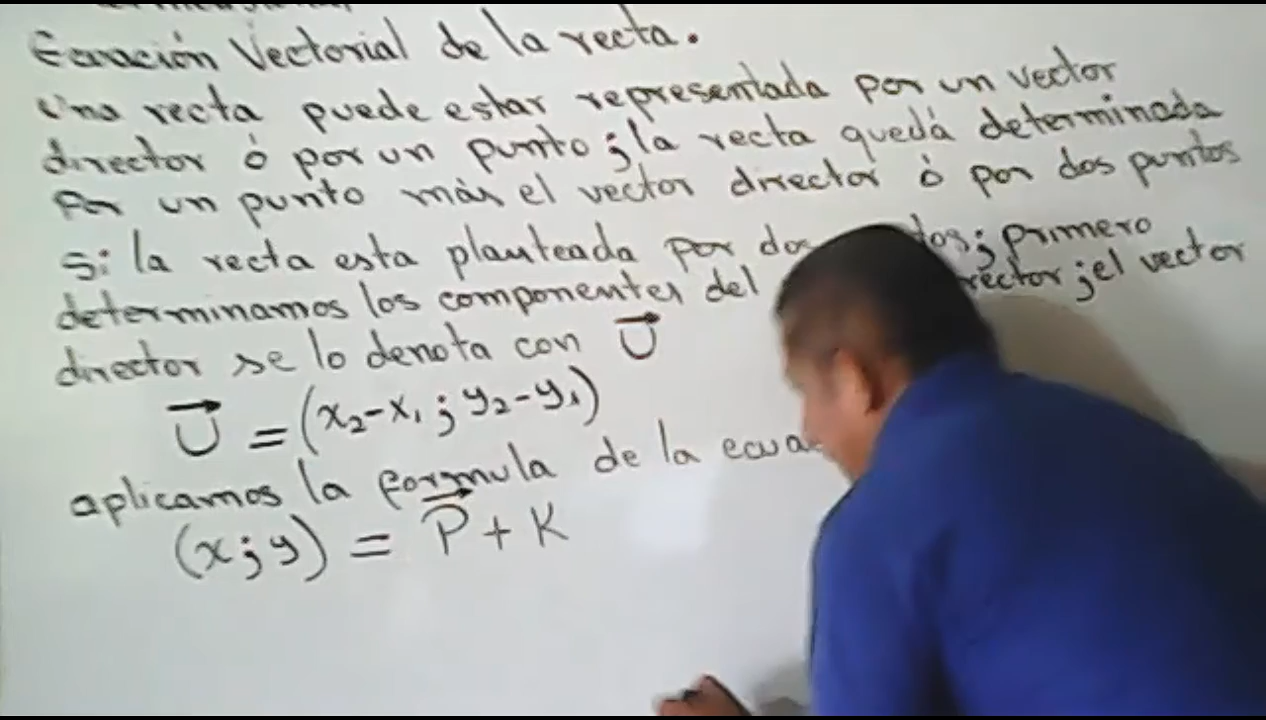 Ecuación Vectorial de la recta.
Una recta puede estar representada por un vector
director ó por un punto ; la recta quedá determinada
Por un punto más el vector director ó por dos puntos
Si la recta esta planteada por dos ; primero
determinamos los componentes del ;el vector
director se lo denota con U
U = (x₂-x₁ ; y₂-y₁)
aplicamos la formula de la
(x;y) = P + K